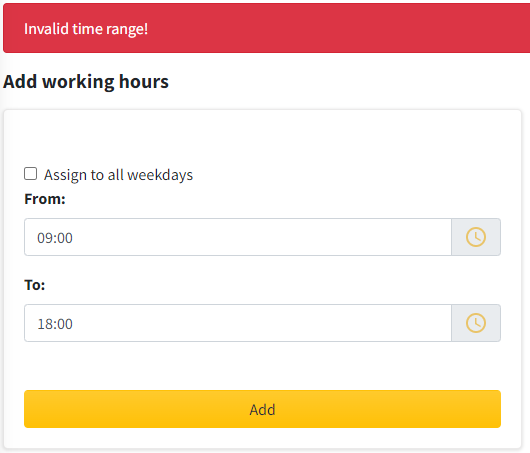 Invalid time range!
Add working hours
Assign to all weekdays
From:
09:00
To:
18:00
Add